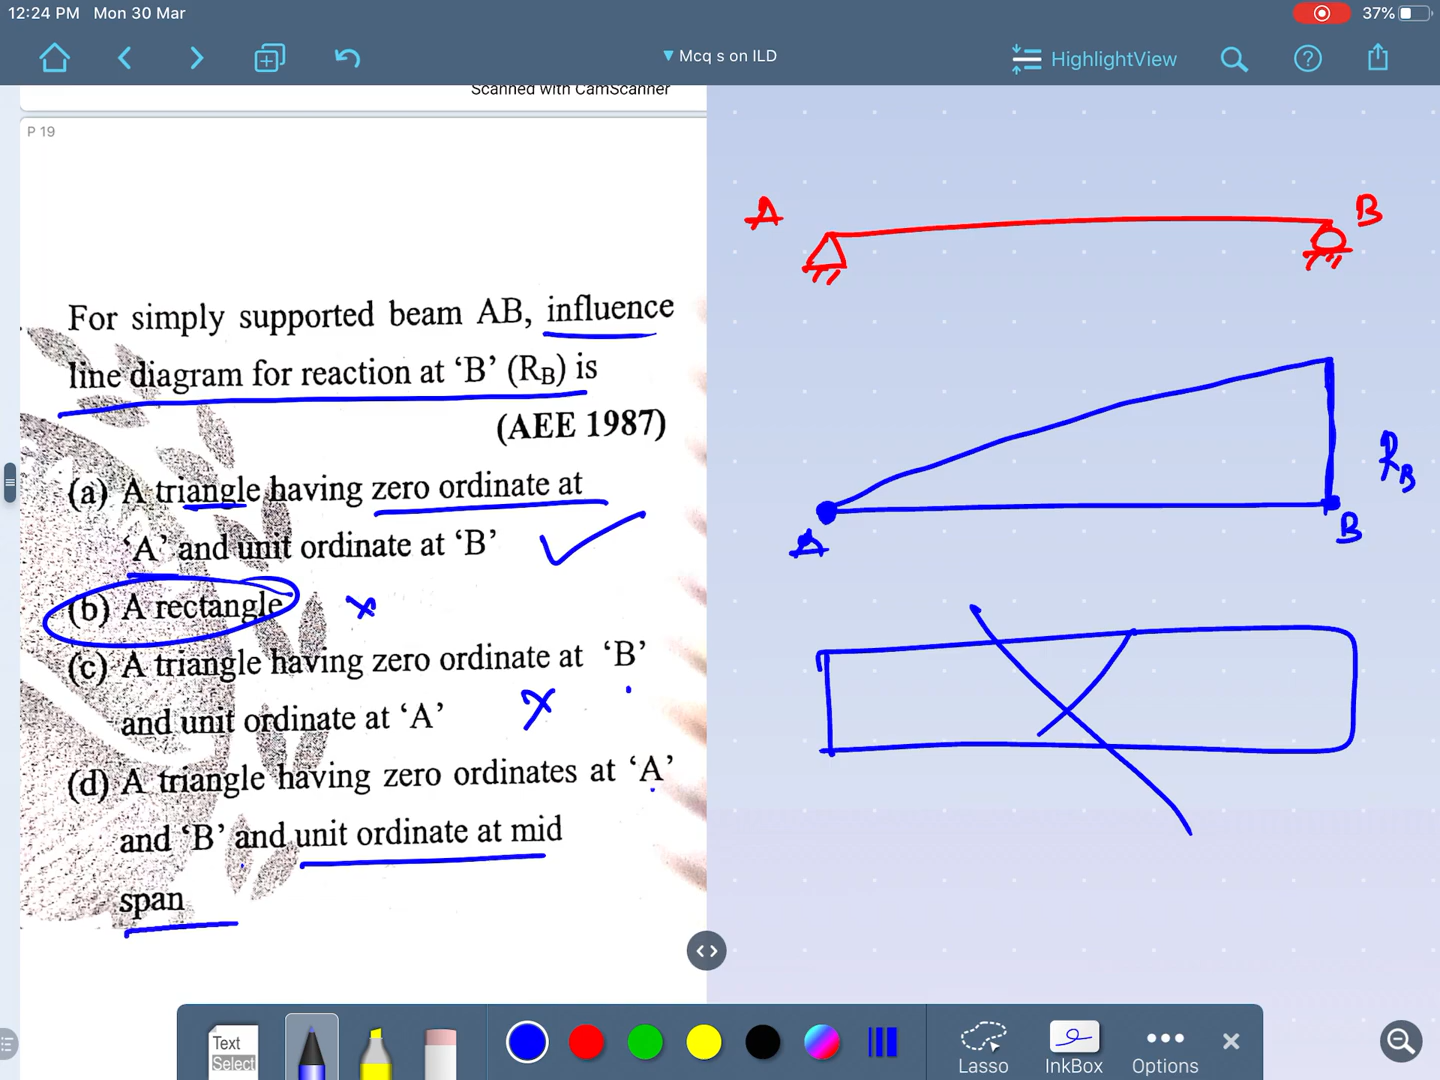 12:24 PM Mon 30 Mar
37%
▼ Mcq s on ILD
HighlightView
Scanned with CamScanner
P 19
For simply supported beam AB, influence
line diagram for reaction at ‘B’ (RB) is
(AEE 1987)
(a) A triangle having zero ordinate at
‘A’ and unit ordinate at ‘B’
(b) A rectangle
(c) A triangle having zero ordinate at ‘B’
and unit ordinate at ‘A’
(d) A triangle having zero ordinates at ‘A’
and ‘B’ and unit ordinate at mid
span
A
B
RB
A
B
Text
Select
Lasso
InkBox
Options